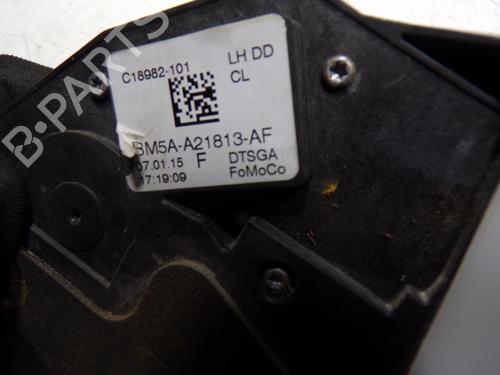 C18982-101 LH DD
CL
BM5A-A21813-AF
07.01.15 F DTSGA
17:19:09 FoMoCo
B-PARTS